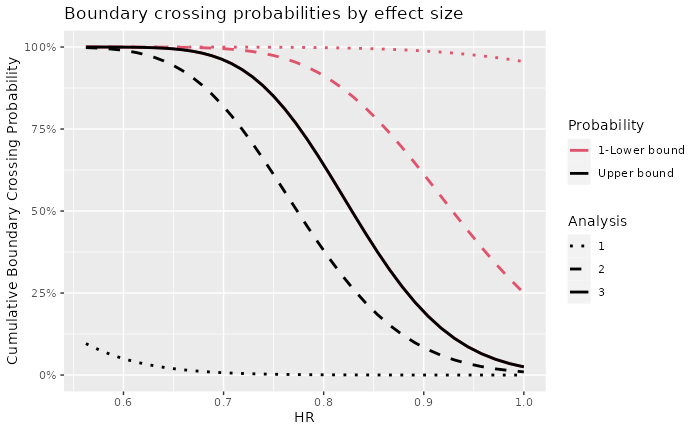 Boundary crossing probabilities by effect size
Cumulative Boundary Crossing Probability
100%
75%
50%
25%
0%
0.6
0.7
0.8
0.9
1.0
HR
Probability
1-Lower bound
Upper bound
Analysis
1
2
3